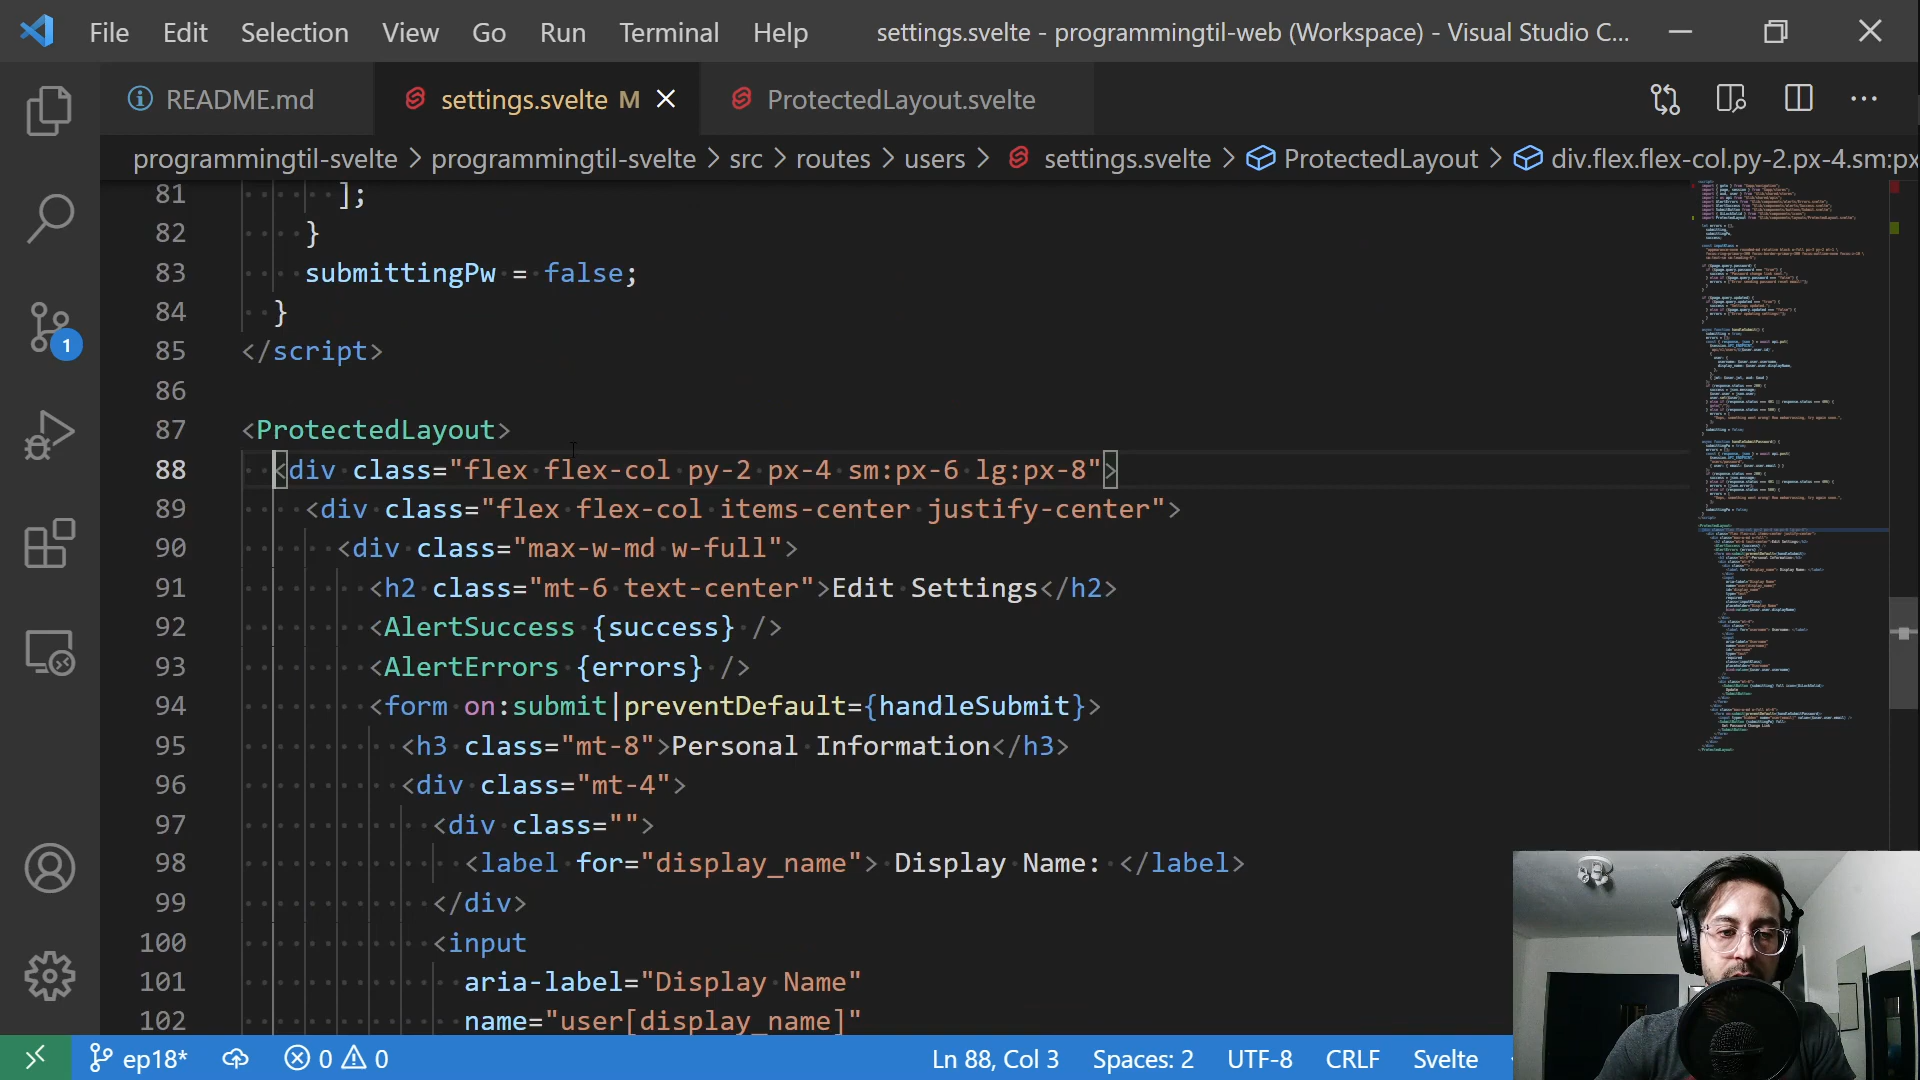 File Edit Selection View Go Run Terminal Help settings.svelte - programmingtil-web (Workspace) - Visual Studio C...
README.md settings.svelte M ProtectedLayout.svelte
programmingtil-svelte > programmingtil-svelte > src > routes > users > settings.svelte > ProtectedLayout > div.flex.flex-col.py-2.px-4.sm:px
81 ];
82 }
83 submittingPw = false;
84 }
85 </script>
86
87 <ProtectedLayout>
88 <div class="flex flex-col py-2 px-4 sm:px-6 lg:px-8">
89 <div class="flex flex-col items-center justify-center">
90 <div class="max-w-md w-full">
91 <h2 class="mt-6 text-center">Edit Settings</h2>
92 <AlertSuccess {success} />
93 <AlertErrors {errors} />
94 <form on:submit|preventDefault={handleSubmit}>
95 <h3 class="mt-8">Personal Information</h3>
96 <div class="mt-4">
97 <div class="">
98 <label for="display_name"> Display Name: </label>
99 </div>
100 <input
101 aria-label="Display Name"
102 name="user[display_name]"
1
ep18* 0 0 Ln 88, Col 3 Spaces: 2 UTF-8 CRLF Svelte